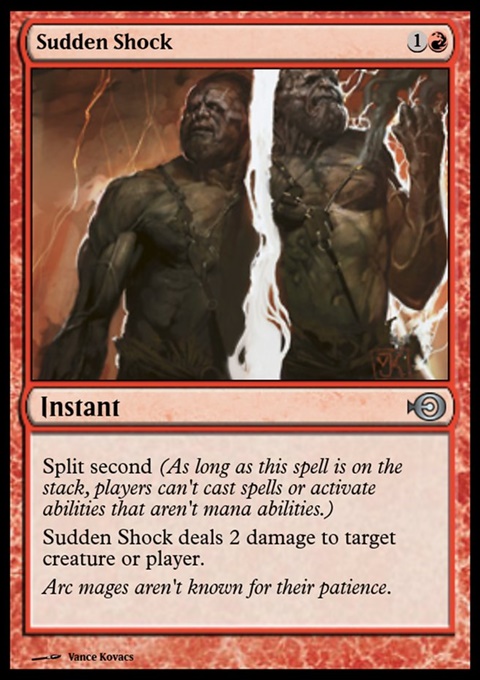 Sudden Shock 1
Instant
Split second (As long as this spell is on the
stack, players can't cast spells or activate
abilities that aren't mana abilities.)
Sudden Shock deals 2 damage to target
creature or player.
Arc mages aren't known for their patience.
Vance Kovacs